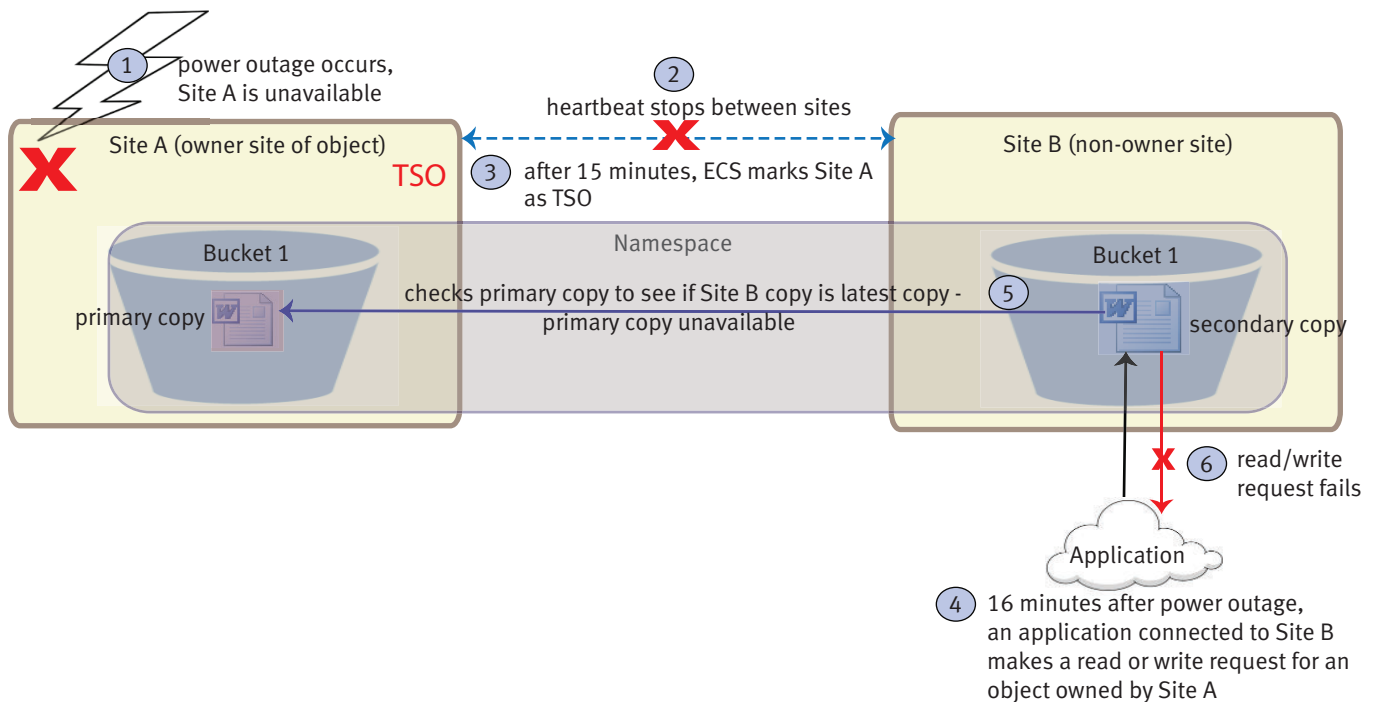 1 power outage occurs,
Site A is unavailable
2
heartbeat stops between sites
Site A (owner site of object)
TSO
3 after 15 minutes, ECS marks Site A
as TSO
Site B (non-owner site)
Namespace
Bucket 1
Bucket 1
checks primary copy to see if Site B copy is latest copy - 5
primary copy unavailable
primary copy
W
W
secondary copy
6 read/write
request fails
Application
4 16 minutes after power outage,
an application connected to Site B
makes a read or write request for an
object owned by Site A